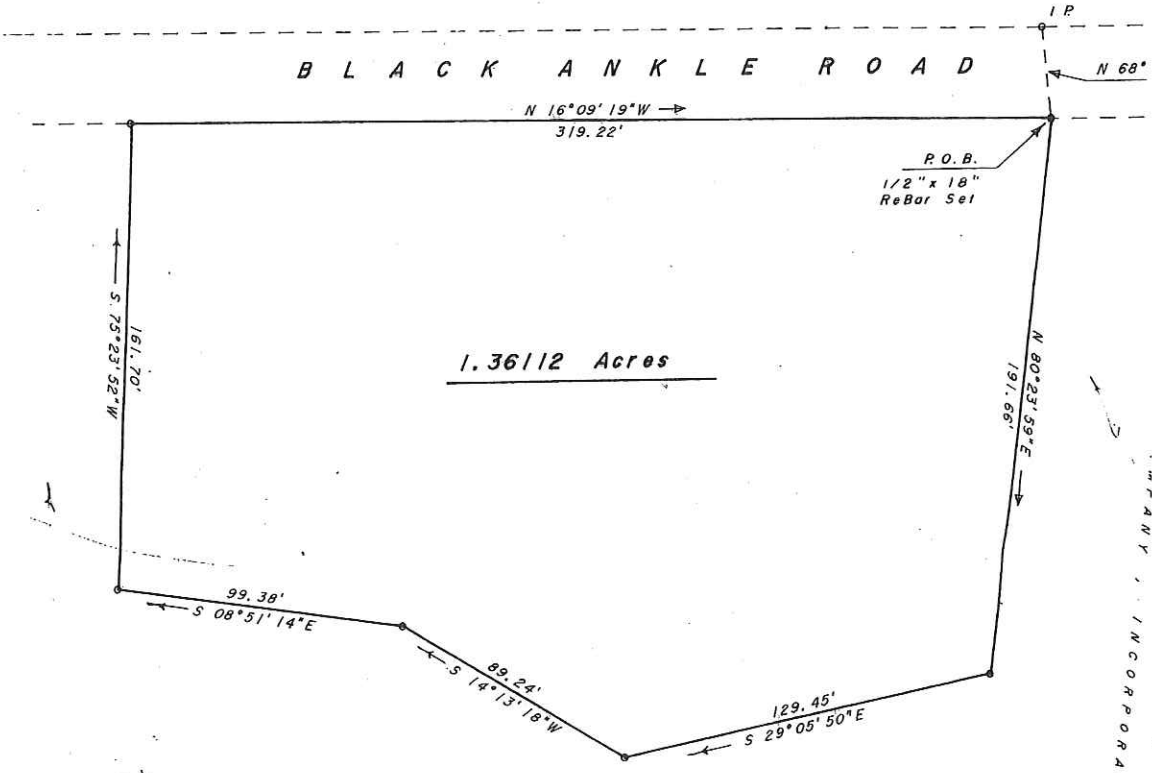 I P.
BLACK ANKLE ROAD
N 68°
N 16°09'19"W
319.22'
P.O.B.
1/2" x 18"
ReBar Set
S. 75°23'52"W
161.70'
1.36112 Acres
N 80°23'59"E
191.66'
99.38'
S 08°51'14"E
89.24'
S 14°13'18"W
129.45'
S 29°05'50"E
MPANY, INCORPORA